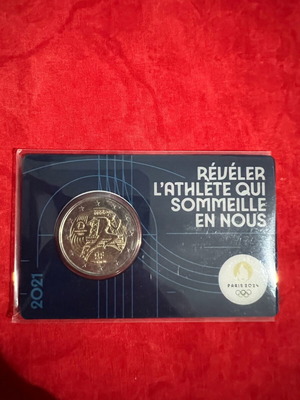 RÉVÉLER
L'ATHLÈTE QUI
SOMMEILLE
EN NOUS
2021
PARIS 2024